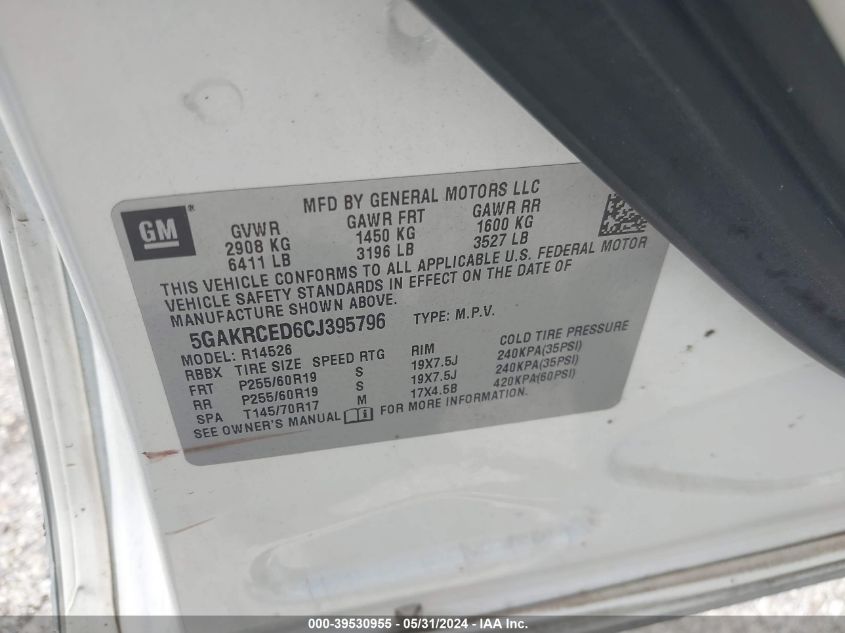 GM®
MFD BY GENERAL MOTORS LLC
GVWR GAWR FRT GAWR RR
2908 KG 1450 KG 1600 KG
6411 LB 3196 LB 3527 LB
THIS VEHICLE CONFORMS TO ALL APPLICABLE U.S. FEDERAL MOTOR
VEHICLE SAFETY STANDARDS IN EFFECT ON THE DATE OF
MANUFACTURE SHOWN ABOVE.
5GAKRCED6CJ395796 TYPE: M.P.V.
MODEL: R14526
RBBX TIRE SIZE SPEED RTG RIM COLD TIRE PRESSURE
FRT P255/60R19 S 19X7.5J 240KPA(35PSI)
RR P255/60R19 S 19X7.5J 240KPA(35PSI)
SPA T145/70R17 M 17X4.5B 420KPA(60PSI)
SEE OWNER'S MANUAL FOR MORE INFORMATION.
000-39530955 - 05/31/2024 - IAA Inc.